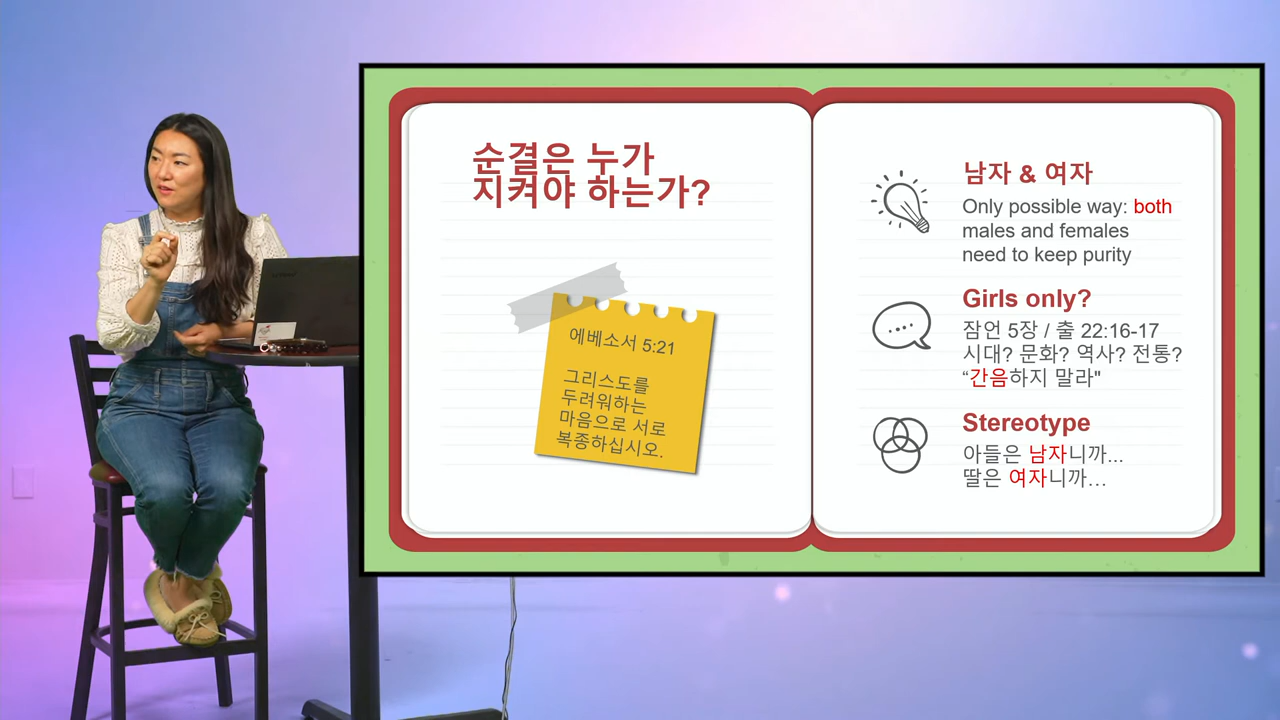 순결은 누가
지켜야 하는가?
에베소서 5:21
그리스도를
두려워하는
마음으로 서로
복종하십시오.
남자 & 여자
Only possible way: both
males and females
need to keep purity
Girls only?
잠언 5장 / 출 22:16-17
시대? 문화? 역사? 전통?
“간음하지 말라"
Stereotype
아들은 남자니까...
딸은 여자니까…